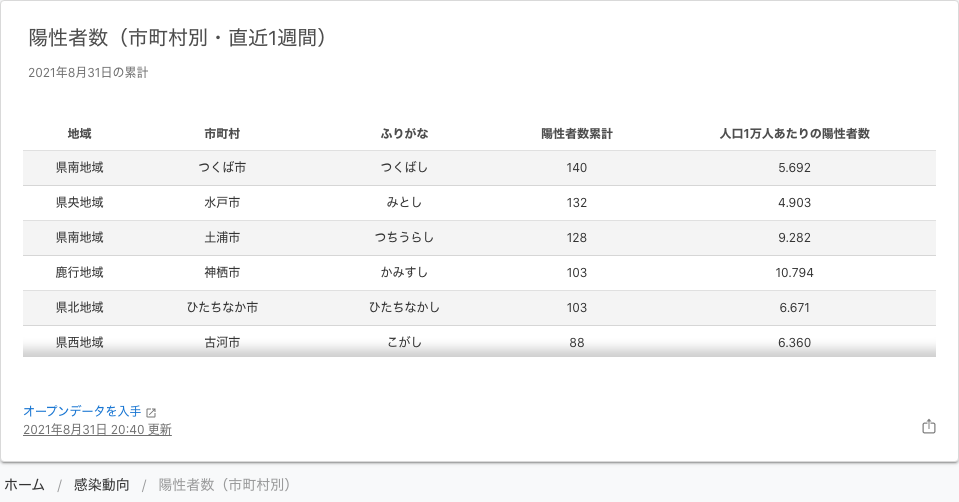 陽性者数（市町村別・直近1週間）
2021年8月31日の累計
地域 市町村 ふりがな 陽性者数累計 人口1万人あたりの陽性者数
県南地域 つくば市 つくばし 140 5.692
県央地域 水戸市 みとし 132 4.903
県南地域 土浦市 つちうらし 128 9.282
鹿行地域 神栖市 かみすし 103 10.794
県北地域 ひたちなか市 ひたちなかし 103 6.671
県西地域 古河市 こがし 88 6.360
オープンデータを入手
2021年8月31日 20:40 更新
ホーム / 感染動向 / 陽性者数（市町村別）